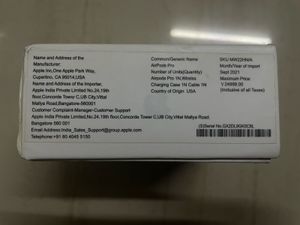 Name and Address of the
Manufacturer:
Apple Inc,One Apple Park Way,
Cupertino, CA 95014,USA
Name and Address of the Importer:
Apple India Private Limited No.24,19th
floor,Concorde Tower C,UB City,Vittal
Mallya Road,Bangalore-560001
Customer Complaint-Manager-Customer Support
Apple India Private Limited,No.24,19th floor,Concorde Tower C,UB City,Vittal Mallya Road
Bangalore-560 001
Email Address:India_Sales_Support@group.apple.com
Telephone:+91 80 4045 5150
Common/Generic Name
AirPods Pro
Number of Units(Quantity)
Airpods Pro 1N,Wireless
Charging Case 1N Cable 1N
Country of Origin USA
SKU MW22HN/A
Month/Year of Import
Sept 2021
Maximum Price
24999.00
(Inclusive of all Taxes)
(S)Serial No.